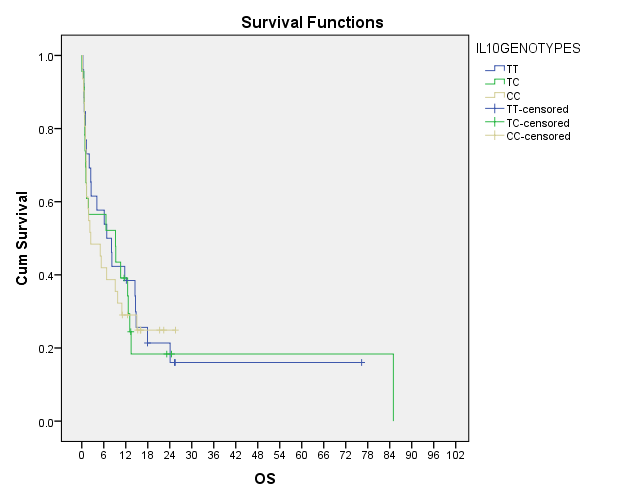 Survival Functions
IL10GENOTYPES
TT
TC
CC
TT-censored
TC-censored
CC-censored
Cum Survival
1.0
0.8
0.6
0.4
0.2
0.0
0 6 12 18 24 30 36 42 48 54 60 66 72 78 84 90 96 102
OS